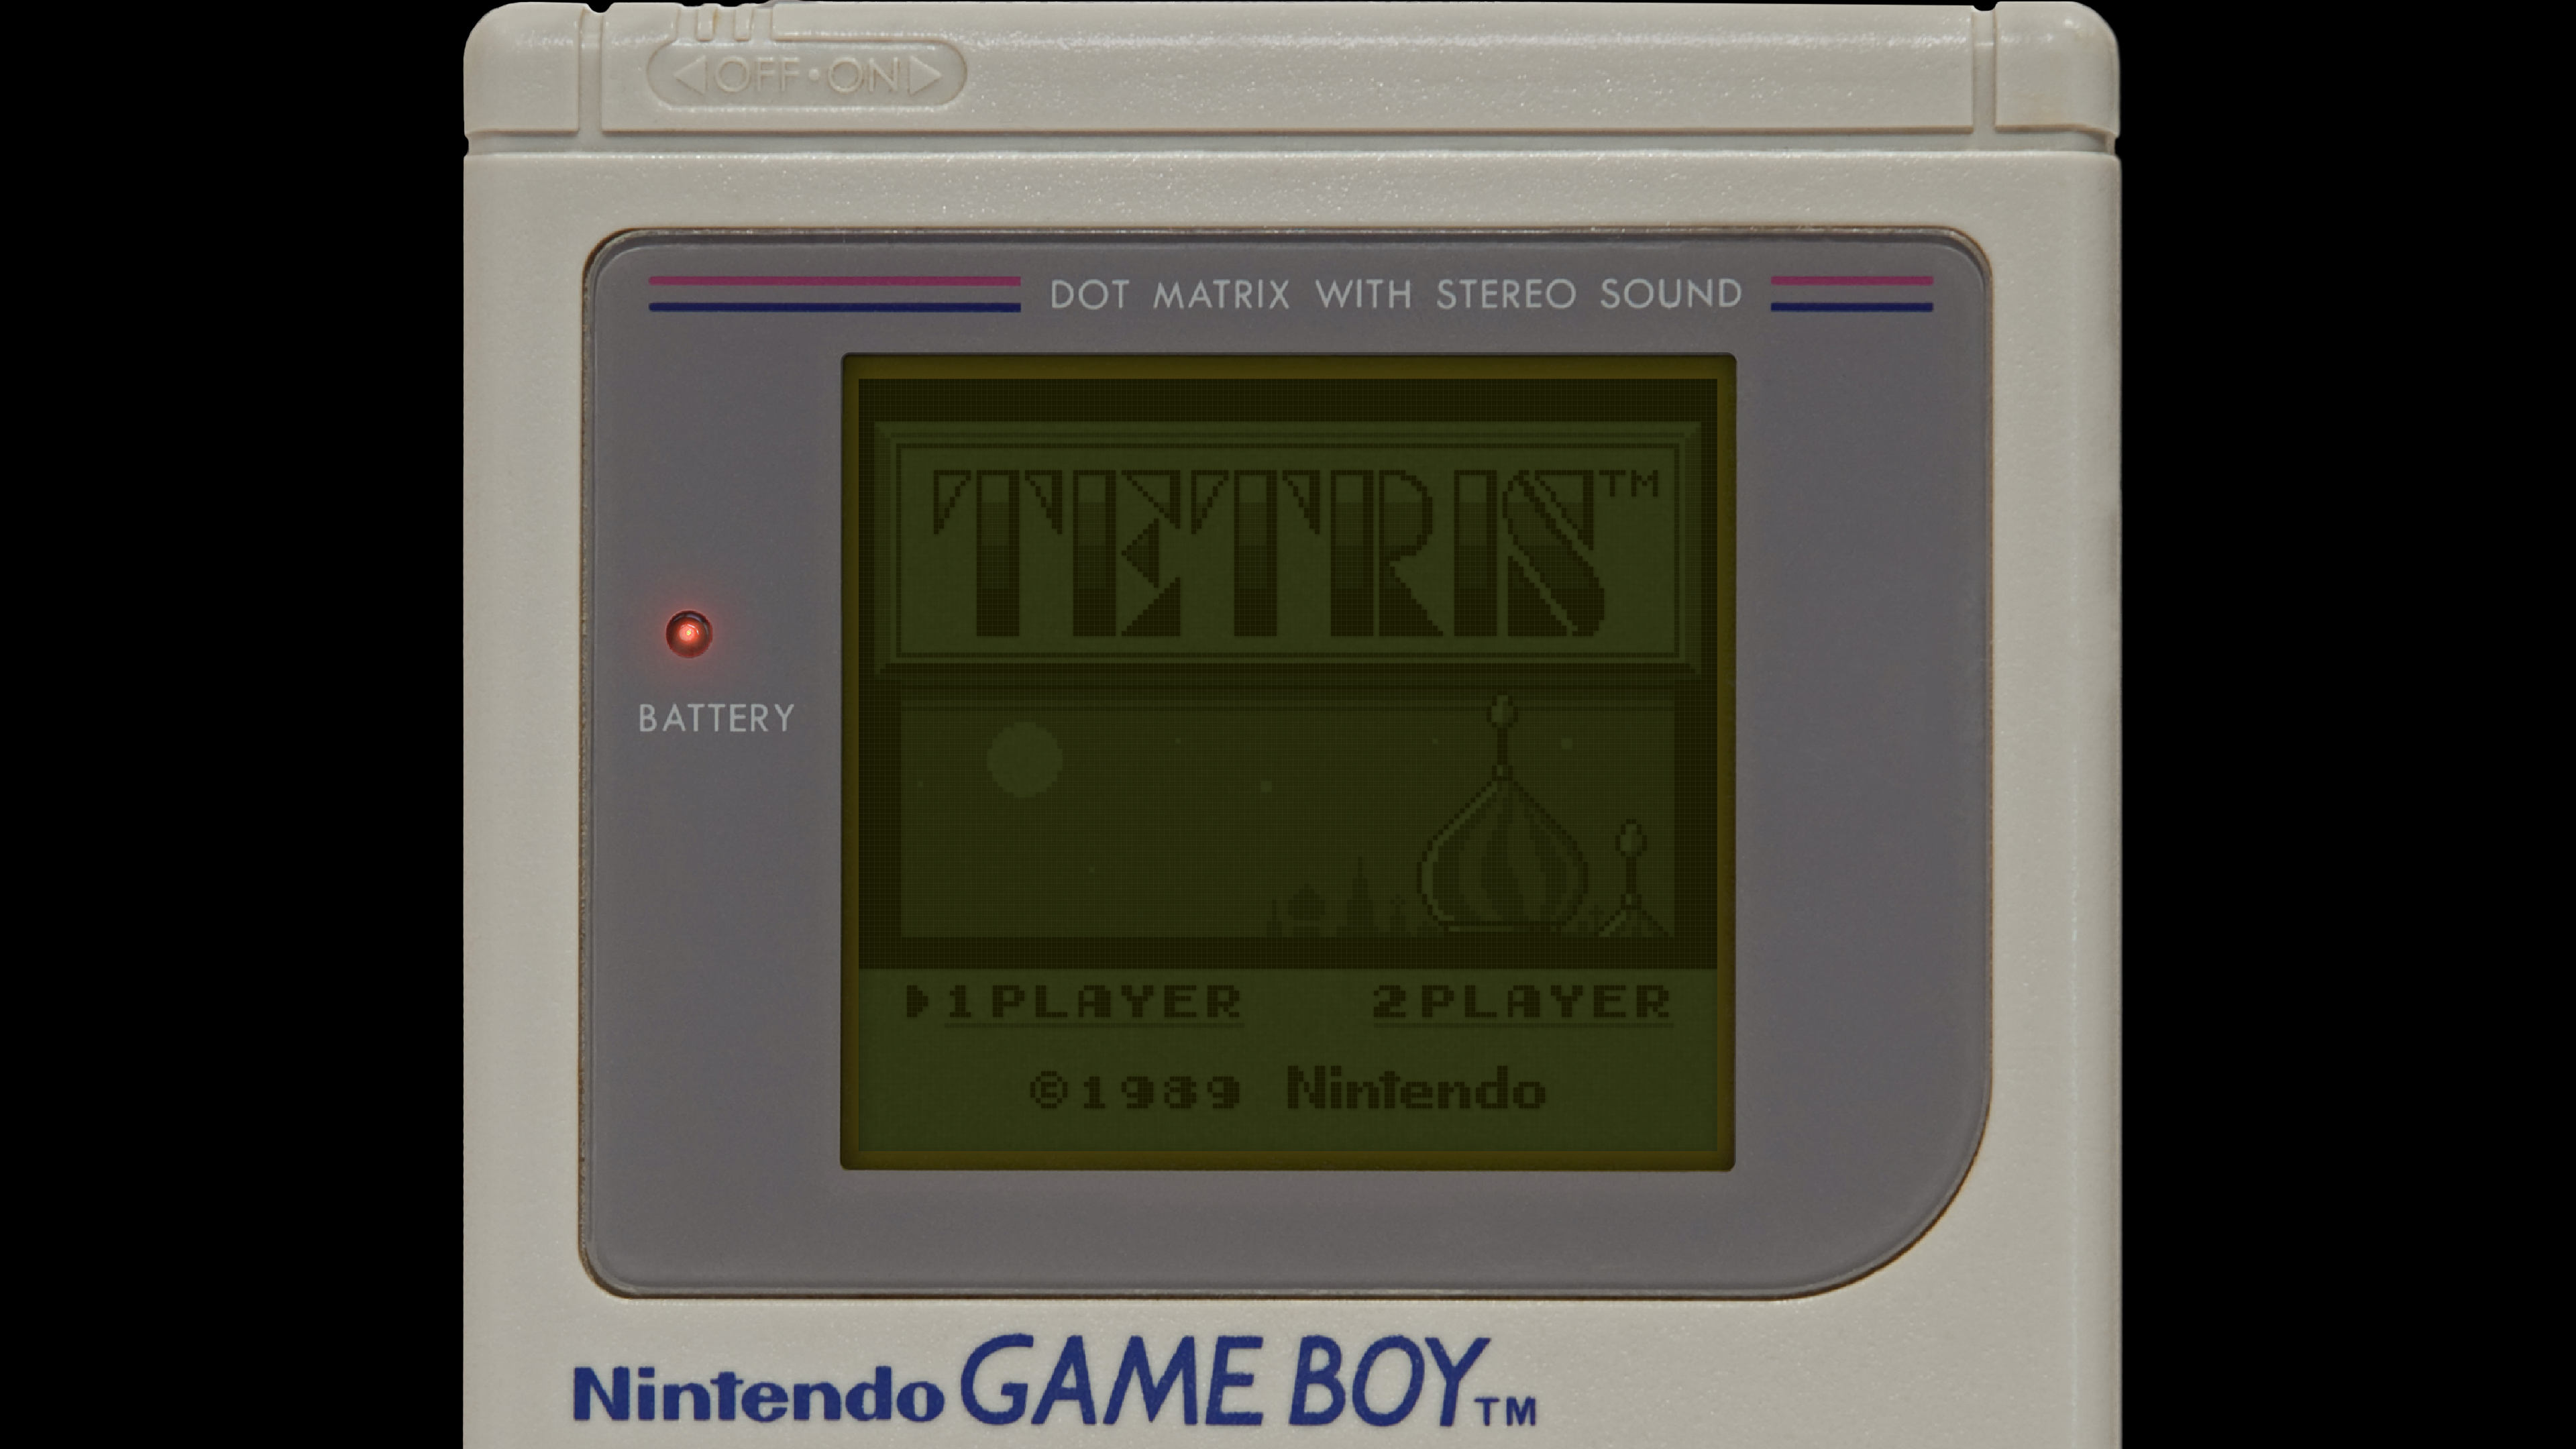 ◁OFF•ON▷
DOT MATRIX WITH STEREO SOUND
TETRIS™
BATTERY
▶1PLAYER 2PLAYER
©1989 Nintendo
Nintendo GAME BOY™